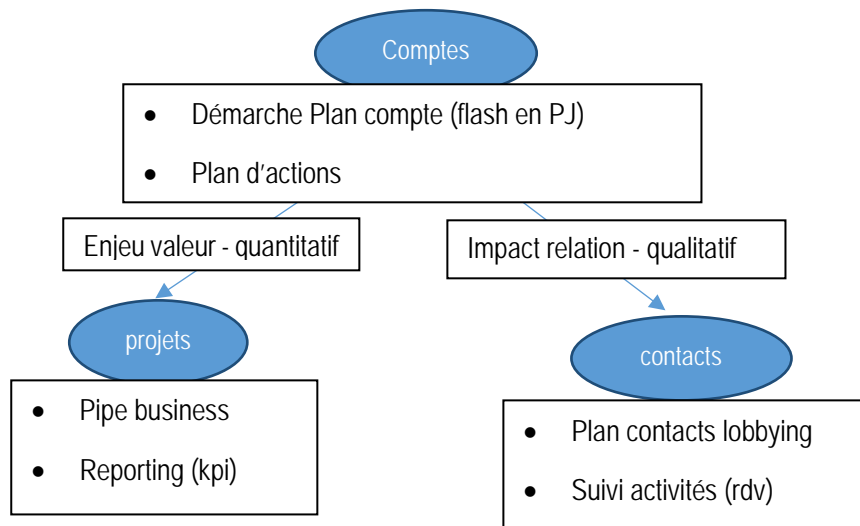 Comptes
• Démarche Plan compte (flash en PJ)
• Plan d’actions
Enjeu valeur - quantitatif
Impact relation - qualitatif
projets
contacts
• Pipe business
• Reporting (kpi)
• Plan contacts lobbying
• Suivi activités (rdv)